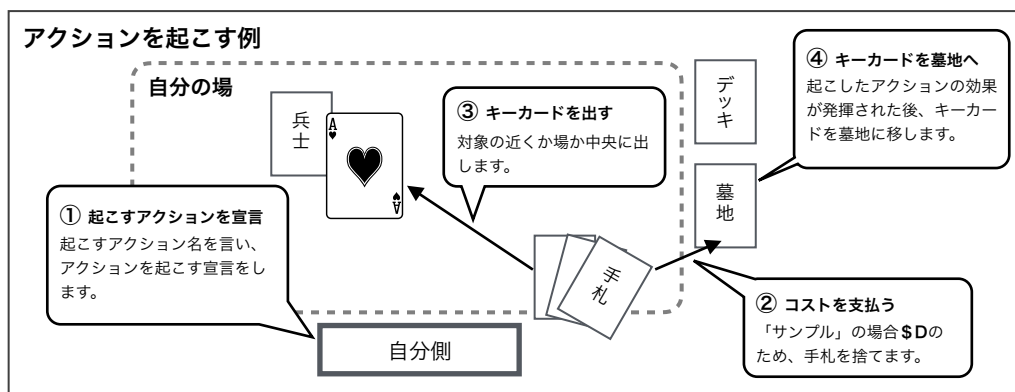 アクションを起こす例
自分の場
兵士
A
A
デッキ
墓地
手札
自分側
① 起こすアクションを宣言
起こすアクション名を言い、
アクションを起こす宣言をし
ます。
② コストを支払う
「サンプル」の場合$Dの
ため、手札を捨てます。
③ キーカードを出す
対象の近くか場か中央に出
します。
④ キーカードを墓地へ
起こしたアクションの効果
が発揮された後、キーカー
ドを墓地に移します。